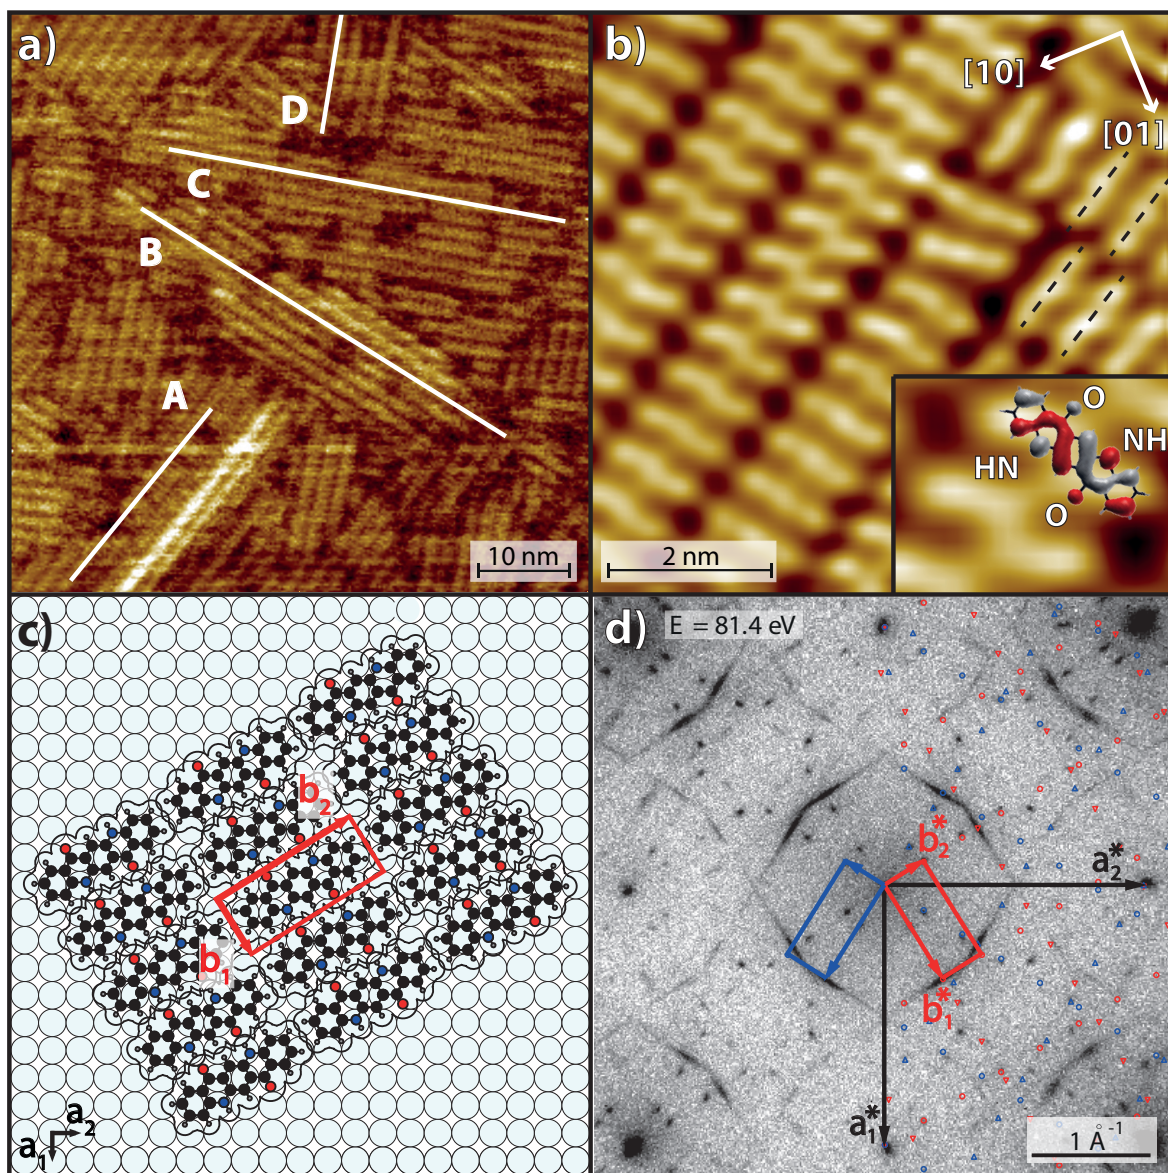 a)
D
C
B
A
10 nm
b)
[10]
[01]
O
NH
HN
O
2 nm
c)
b2
b1
a2
a1
d)
E = 81.4 eV
b2*
a2*
b1*
a1*
1 Å-1